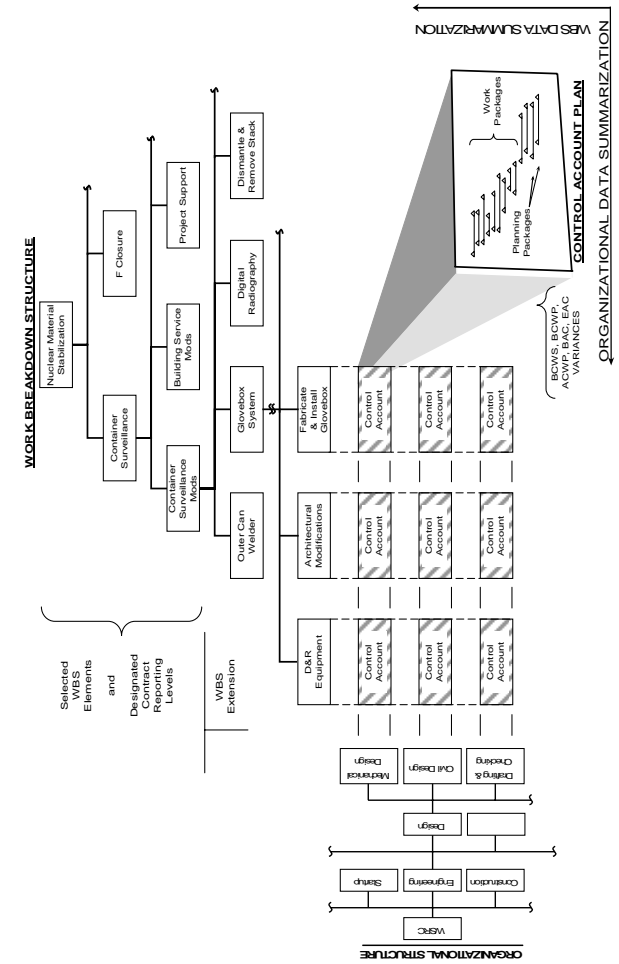 WORK BREAKDOWN STRUCTURE
Nuclear Material
Stabilization
Container
Surveillance
F Closure
Container
Surveillance
Mods
Building Service
Mods
Project Support
Outer Can
Welder
Glovebox
System
Digital
Radiography
Dismantle &
Remove Stack
D&R
Equipment
Architectural
Modifications
Fabricate
& Install
Glovebox
Selected
WBS
Elements
and
Designated
Contract
Reporting
Levels
WBS
Extension
ORGANIZATIONAL STRUCTURE
WSRC
Startup
Engineering
Construction
Design
Mechanical
Design
Civil Design
Drafting &
Checking
Control
Account
Control
Account
Control
Account
Control
Account
Control
Account
Control
Account
Control
Account
Control
Account
Control
Account
Work
Packages
Planning
Packages
CONTROL ACCOUNT PLAN
BCWS, BCWP,
ACWP, BAC, EAC
VARIANCES
WBS DATA SUMMARIZATION
ORGANIZATIONAL DATA SUMMARIZATION